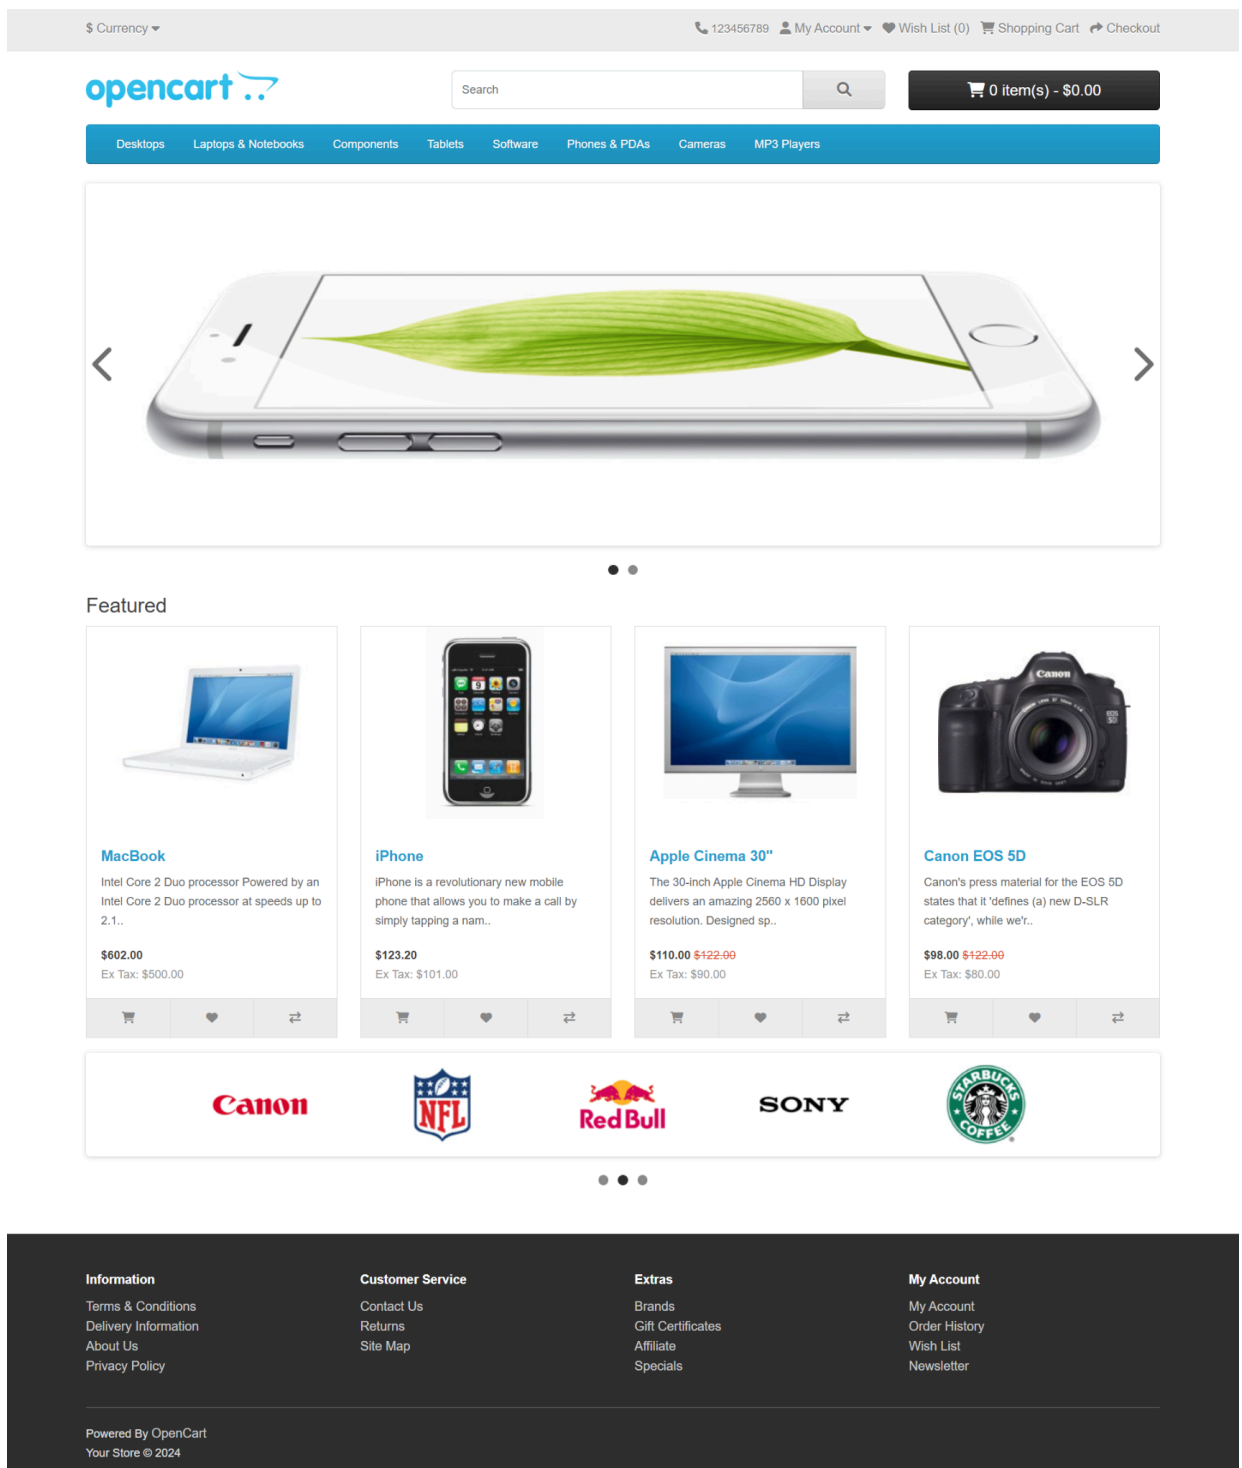 $ Currency
123456789 My Account Wish List (0) Shopping Cart Checkout
opencart
Search
0 item(s) - $0.00
Desktops Laptops & Notebooks Components Tablets Software Phones & PDAs Cameras MP3 Players
Featured
Canon
EOS
5D
MacBook
Intel Core 2 Duo processor Powered by an
Intel Core 2 Duo processor at speeds up to
2.1..
$602.00
Ex Tax: $500.00
iPhone
iPhone is a revolutionary new mobile
phone that allows you to make a call by
simply tapping a nam..
$123.20
Ex Tax: $101.00
Apple Cinema 30"
The 30-inch Apple Cinema HD Display
delivers an amazing 2560 x 1600 pixel
resolution. Designed sp..
$110.00 $122.00
Ex Tax: $90.00
Canon EOS 5D
Canon's press material for the EOS 5D
states that it 'defines (a) new D-SLR
category', while we'r..
$98.00 $122.00
Ex Tax: $80.00
Canon
NFL
Red Bull
SONY
STARBUCKS COFFEE
Information
Terms & Conditions
Delivery Information
About Us
Privacy Policy
Customer Service
Contact Us
Returns
Site Map
Extras
Brands
Gift Certificates
Affiliate
Specials
My Account
My Account
Order History
Wish List
Newsletter
Powered By OpenCart
Your Store © 2024